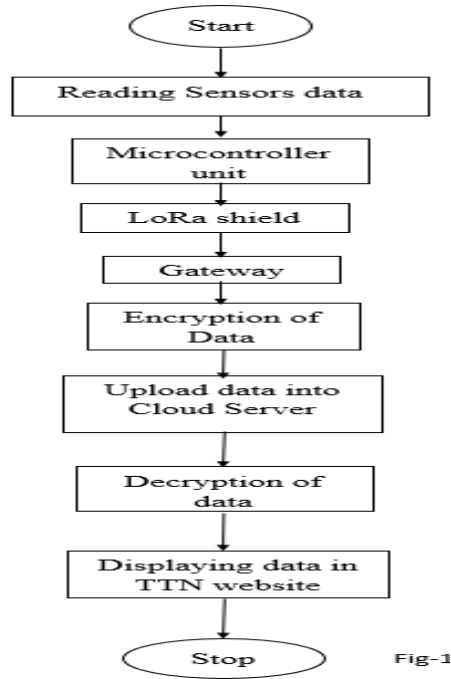 Start
Reading Sensors data
Microcontroller
unit
LoRa shield
Gateway
Encryption of
Data
Upload data into
Cloud Server
Decryption of
data
Displaying data in
TTN website
Stop
Fig-1